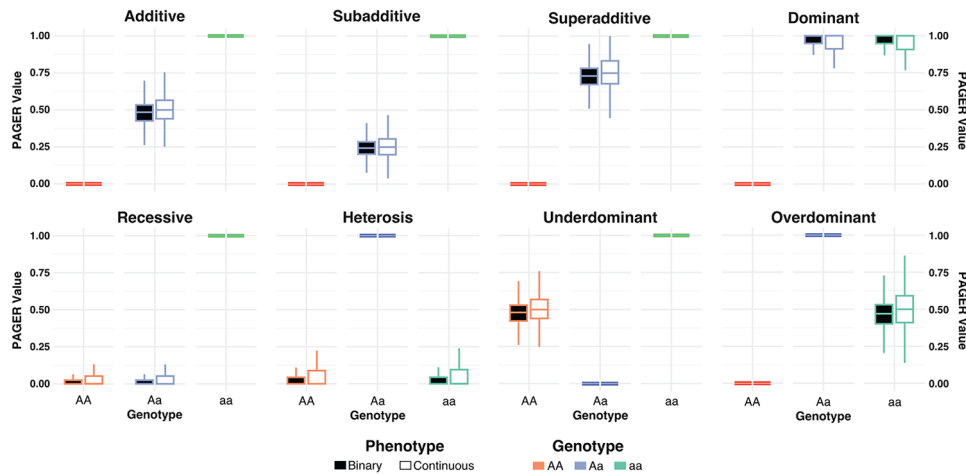 Additive Subadditive Superadditive Dominant
PAGER Value
1.00 1.00
0.75 0.75
0.50 0.50
0.25 0.25
0.00 0.00
PAGER Value
Recessive Heterosis Underdominant Overdominant
PAGER Value
1.00 1.00
0.75 0.75
0.50 0.50
0.25 0.25
0.00 0.00
PAGER Value
AA Aa aa AA Aa aa AA Aa aa AA Aa aa
Genotype Genotype Genotype Genotype
Phenotype Genotype
Binary Continuous AA Aa aa